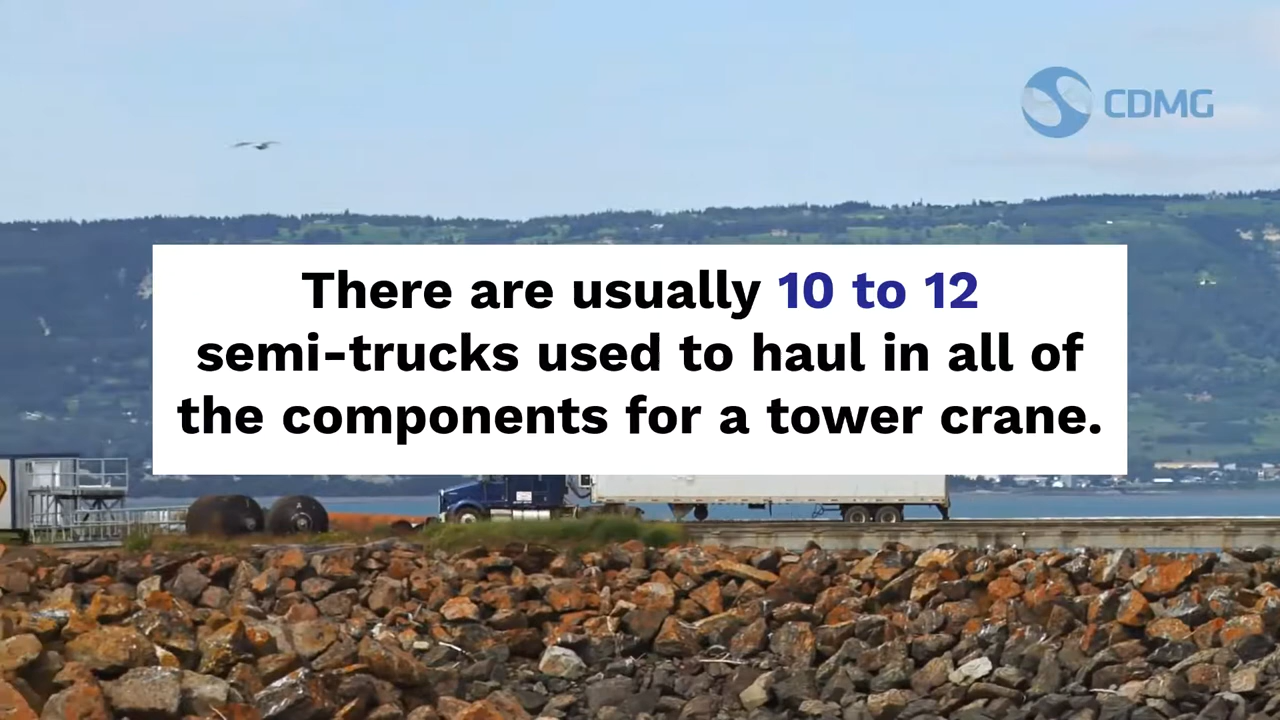 CDMG
There are usually 10 to 12
semi-trucks used to haul in all of
the components for a tower crane.